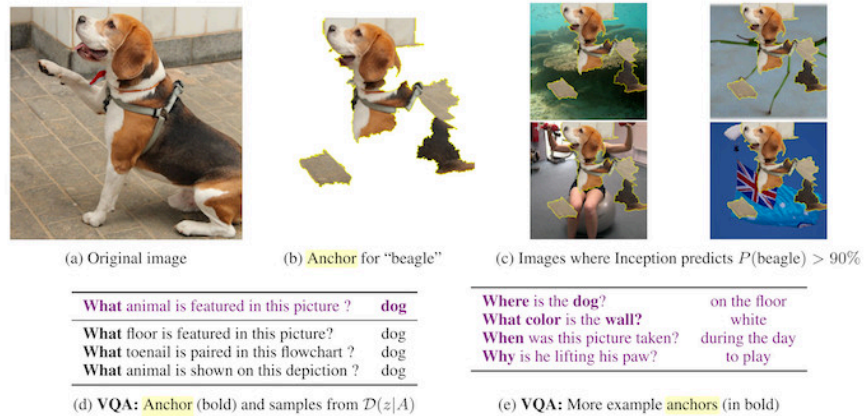 (a) Original image
(b) Anchor for “beagle”
(c) Images where Inception predicts P(beagle) > 90%
What animal is featured in this picture ? dog
What floor is featured in this picture? dog
What toenail is paired in this flowchart ? dog
What animal is shown on this depiction ? dog
(d) VQA: Anchor (bold) and samples from D(z|A)
Where is the dog? on the floor
What color is the wall? white
When was this picture taken? during the day
Why is he lifting his paw? to play
(e) VQA: More example anchors (in bold)